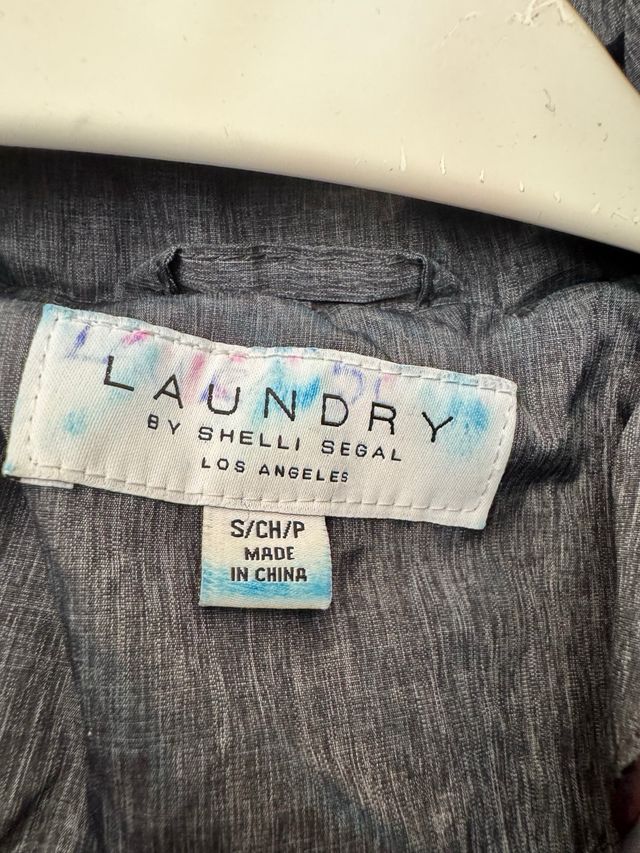 LAUNDRY
BY SHELLI SEGAL
LOS ANGELES
S/CH/P
MADE
IN CHINA